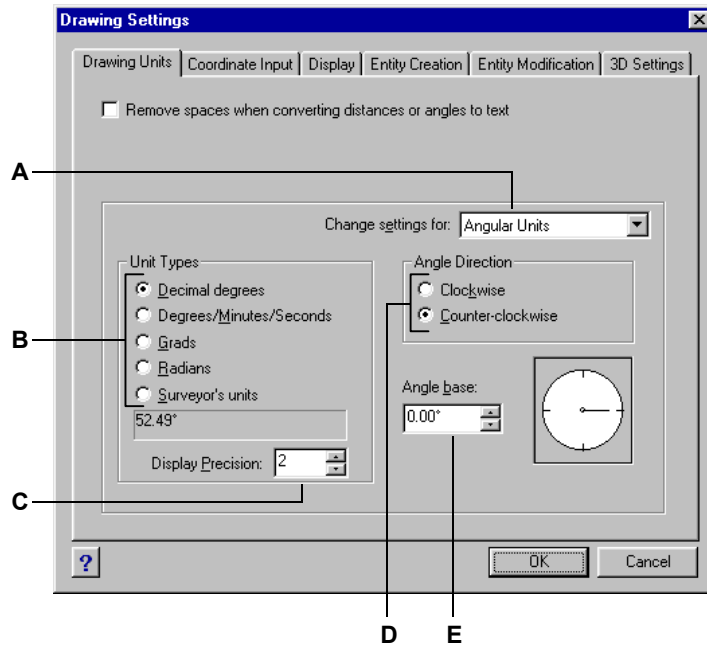 Drawing Settings
Drawing Units Coordinate Input Display Entity Creation Entity Modification 3D Settings
Remove spaces when converting distances or angles to text
A
Change settings for: Angular Units
Unit Types
Angle Direction
Decimal degrees
Clockwise
Degrees/Minutes/Seconds
Counter-clockwise
B
D
Grads
Radians
Angle base:
Surveyor's units
0.00°
52.49°
Display Precision: 2
C
? OK Cancel
D E